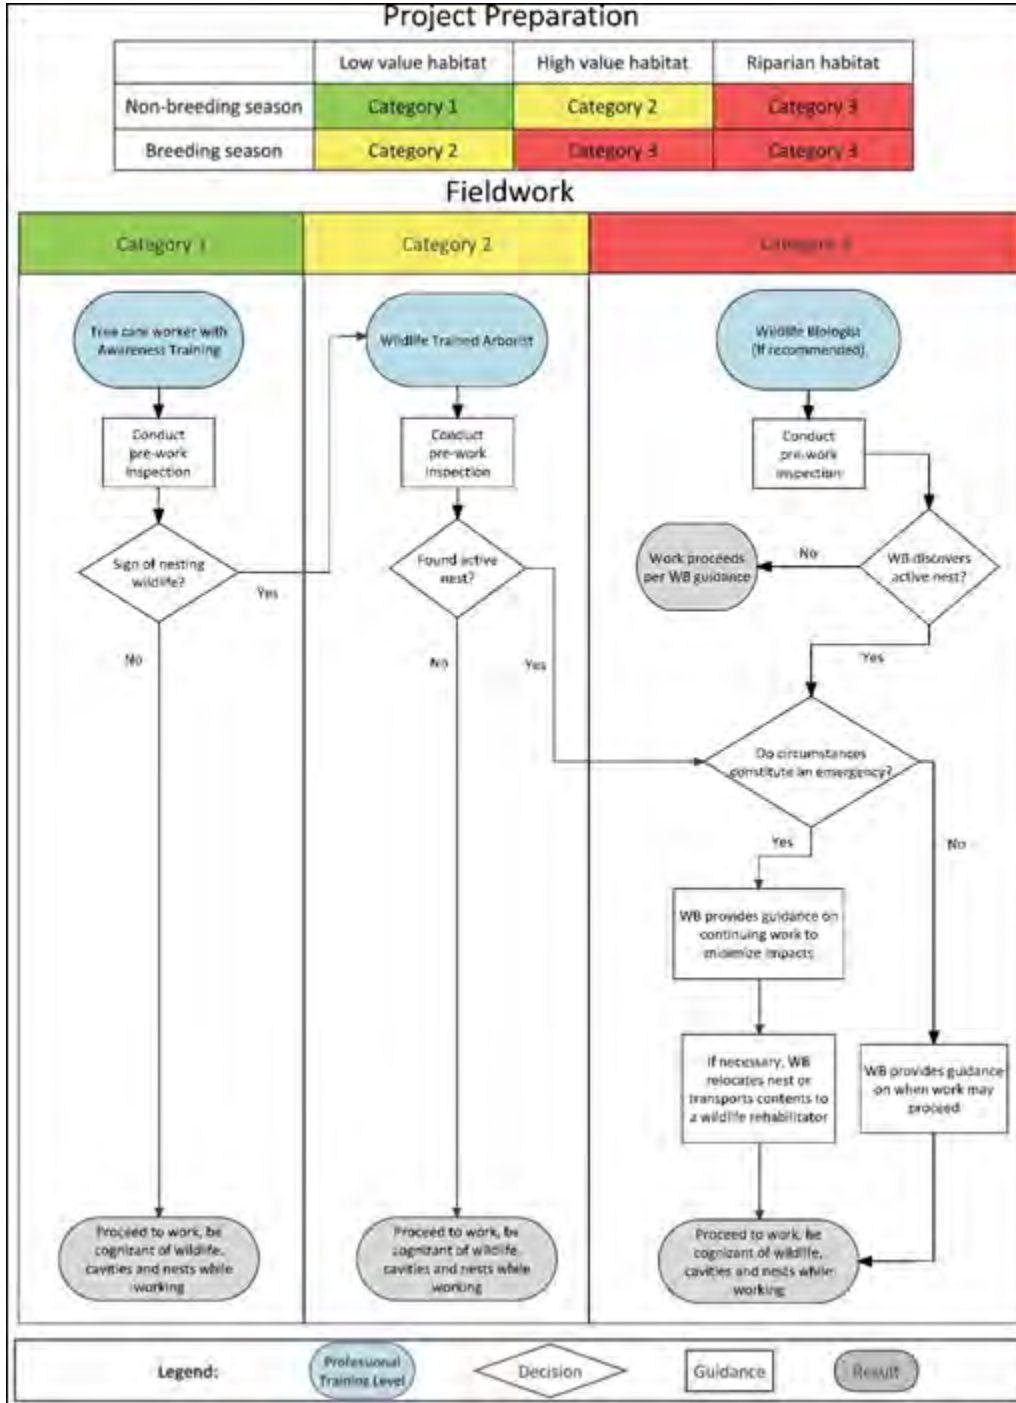 Project Preparation
Low value habitat
High value habitat
Riparian habitat
Non-breeding season
Category 1
Category 2
Category 3
Breeding season
Category 2
Category 3
Category 3
Fieldwork
Category 1
Category 2
Category 3
Tree care worker with
Awareness Training
Conduct
pre-work
inspection
Sign of nesting
wildlife?
Yes
No
Proceed to work, be
cognizant of wildlife,
cavities and nests while
working
Wildlife Trained Arborist
Conduct
pre-work
inspection
Found active
nest?
No
Yes
Proceed to work, be
cognizant of wildlife,
cavities and nests while
working
Wildlife Biologist
(If recommended)
Conduct
pre-work
inspection
WB discovers
active nest?
No
Work proceeds
per WB guidance
Yes
Do circumstances
constitute an emergency?
Yes
No
WB provides guidance on
continuing work to
minimize impacts
If necessary, WB
relocates nest or
transports contents to
a wildlife rehabilitator
WB provides guidance
on when work may
proceed
Proceed to work, be
cognizant of wildlife,
cavities and nests while
working
Legend:
Professional
Training Level
Decision
Guidance
Result